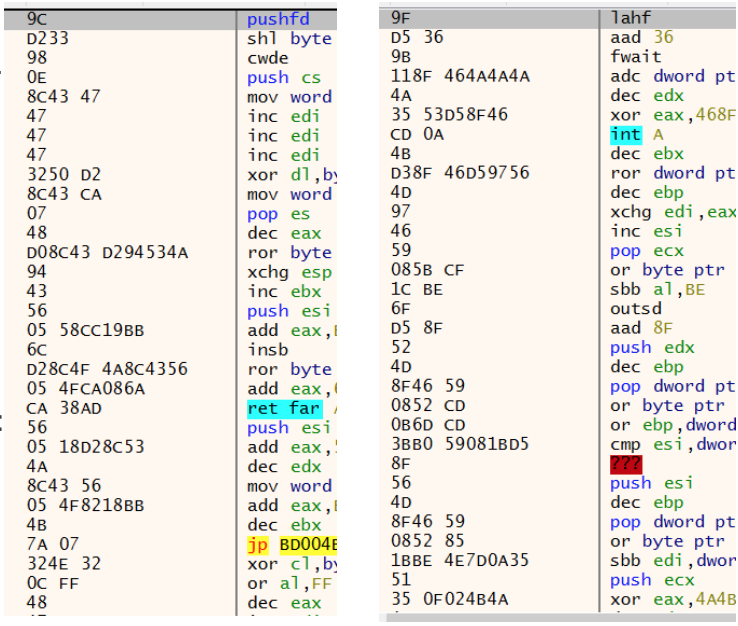 9C pushfd
D233 shl byte
98 cwde
0E push cs
8C43 47 mov word
47 inc edi
47 inc edi
47 inc edi
3250 D2 xor dl,by
8C43 CA mov word
07 pop es
48 dec eax
D08C43 D294534A ror byte
94 xchg esp
43 inc ebx
56 push esi
05 58CC19BB add eax,
6C insb
D28C4F 4A8C4356 ror byte
05 4FCA086A add eax,
CA 38AD ret far
56 push esi
05 18D28C53 add eax,
4A dec edx
8C43 56 mov word
05 4F8218BB add eax,
4B dec ebx
7A 07 jp BD004
324E 32 xor cl,by
0C FF or al,FF
48 dec eax
9F lahf
D5 36 aad 36
9B fwait
118F 464A4A4A adc dword pt
4A dec edx
35 53D58F46 xor eax,468F
CD 0A int A
4B dec ebx
D38F 46D59756 ror dword pt
4D dec ebp
97 xchg edi,eax
46 inc esi
59 pop ecx
085B CF or byte ptr
1C BE sbb al,BE
6F outsd
D5 8F aad 8F
52 push edx
4D dec ebp
8F46 59 pop dword pt
0852 CD or byte ptr
0B6D CD or ebp,dword
3BB0 59081BD5 cmp esi,dwor
8F ???
56 push esi
4D dec ebp
8F46 59 pop dword pt
0852 85 or byte ptr
1BBE 4E7D0A35 sbb edi,dwor
51 push ecx
35 0F024B4A xor eax,4A4B